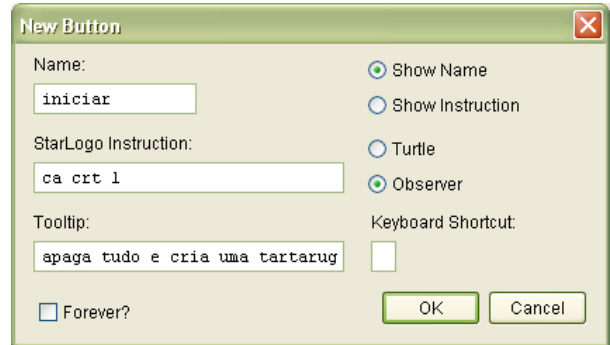 New Button
Name:
iniciar
Show Name
Show Instruction
StarLogo Instruction:
ca crt 1
Turtle
Observer
Tooltip:
apaga tudo e cria uma tartarug
Keyboard Shortcut:
Forever?
OK
Cancel